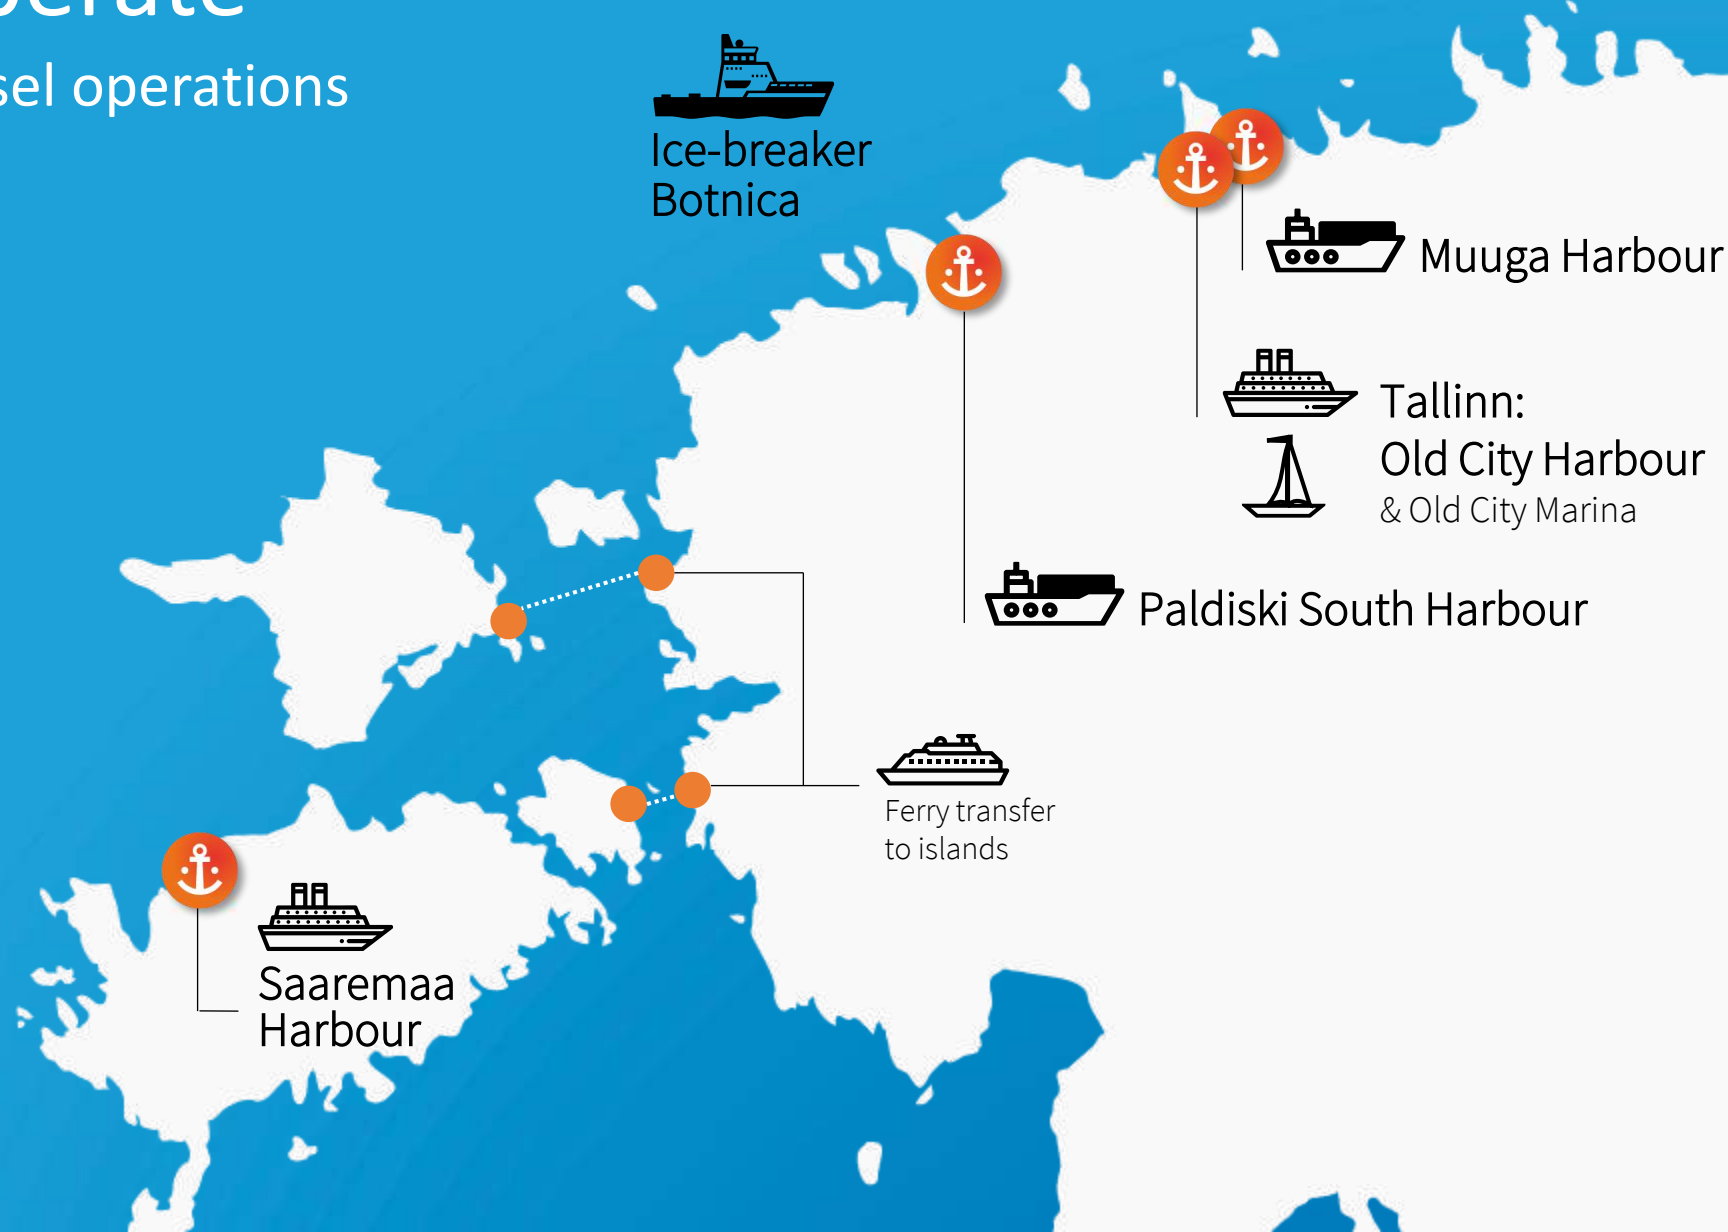 sel operations
Ice-breaker
Botnica
Muuga Harbour
Tallinn:
Old City Harbour
& Old City Marina
Paldiski South Harbour
Ferry transfer
to islands
Saaremaa
Harbour